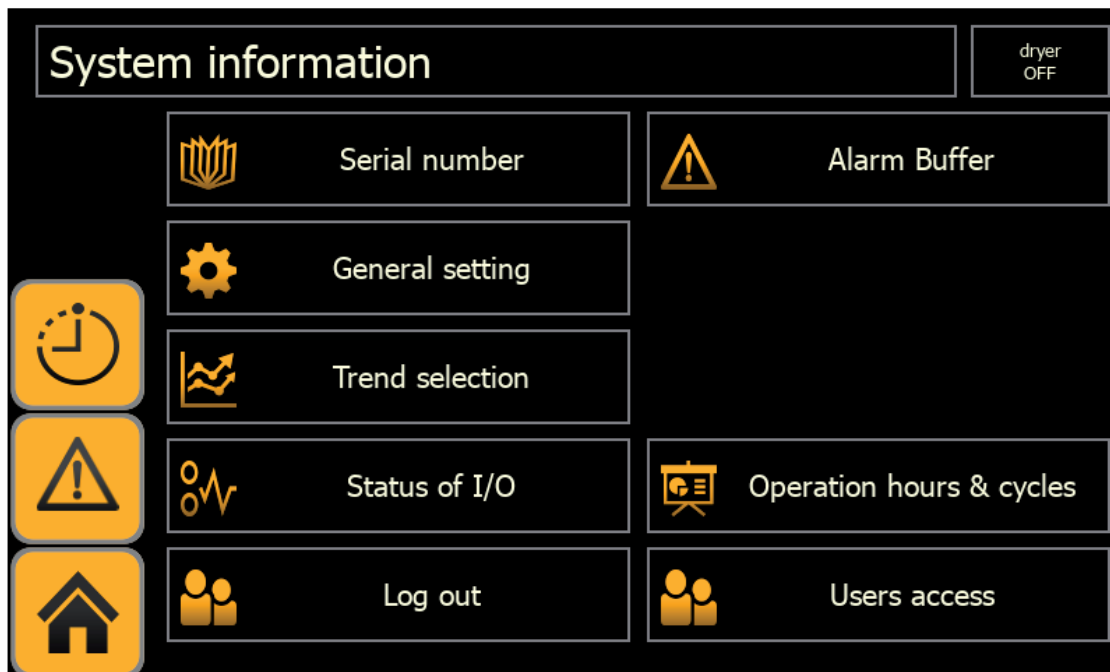 System information
dryer
OFF
Serial number
Alarm Buffer
General setting
Trend selection
Status of I/O
Operation hours & cycles
Log out
Users access